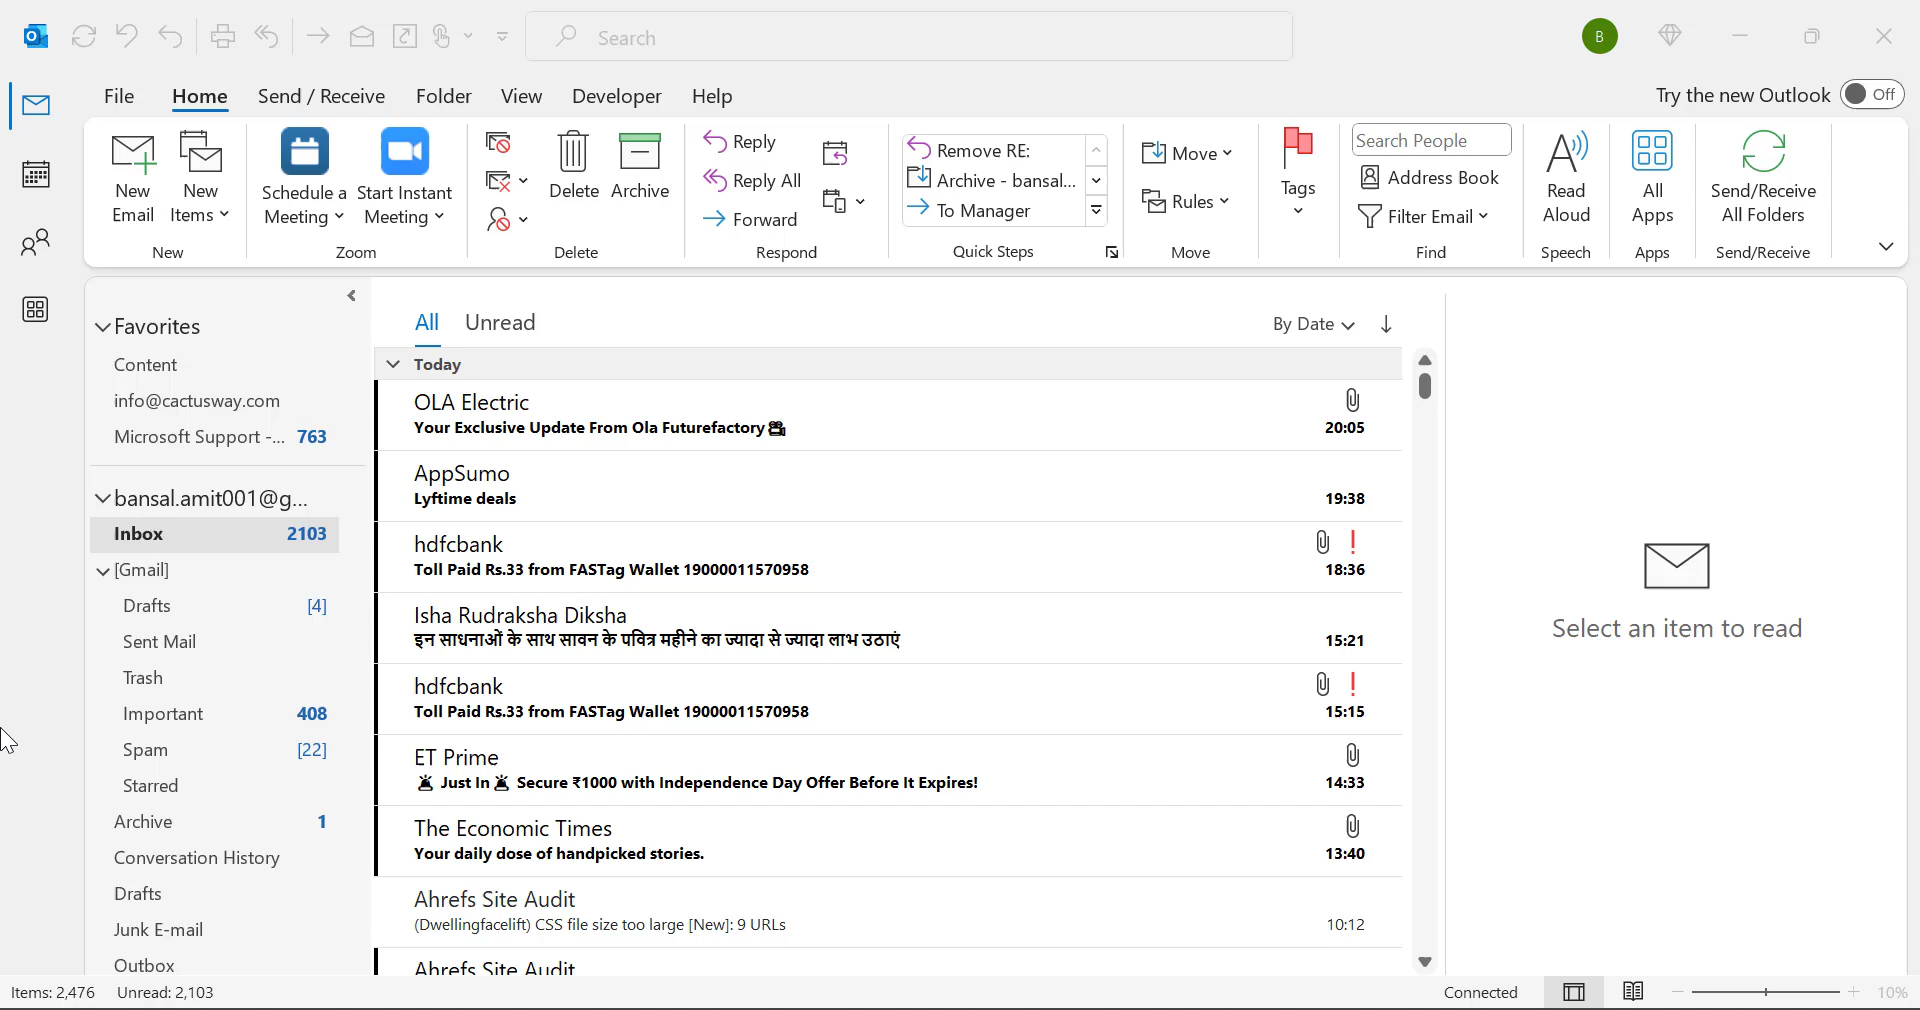 Search
B
File Home Send / Receive Folder View Developer Help
Try the new Outlook Off
New Email
New Items
New
Schedule a Meeting
Start Instant Meeting
Zoom
Delete
Archive
Delete
Reply
Reply All
Forward
Respond
Remove RE:
Archive - bansal...
To Manager
Quick Steps
Move
Rules
Move
Tags
Search People
Address Book
Filter Email
Find
Read Aloud
Speech
All Apps
Apps
Send/Receive All Folders
Send/Receive
Favorites
Content
info@cactusway.com
Microsoft Support -... 763
bansal.amit001@g...
Inbox 2103
[Gmail]
Drafts [4]
Sent Mail
Trash
Important 408
Spam [22]
Starred
Archive 1
Conversation History
Drafts
Junk E-mail
Outbox
All Unread
By Date
Today
OLA Electric
Your Exclusive Update From Ola Futurefactory 20:05
AppSumo
Lyftime deals 19:38
hdfcbank
Toll Paid Rs.33 from FASTag Wallet 19000011570958 18:36
Isha Rudraksha Diksha
इन साधनाओं के साथ सावन के पवित्र महीने का ज्यादा से ज्यादा लाभ उठाएं 15:21
hdfcbank
Toll Paid Rs.33 from FASTag Wallet 19000011570958 15:15
ET Prime
Just In Secure ₹1000 with Independence Day Offer Before It Expires! 14:33
The Economic Times
Your daily dose of handpicked stories. 13:40
Ahrefs Site Audit
(Dwellingfacelift) CSS file size too large [New]: 9 URLs 10:12
Ahrefs Site Audit
Select an item to read
Items: 2,476 Unread: 2,103
Connected
10%